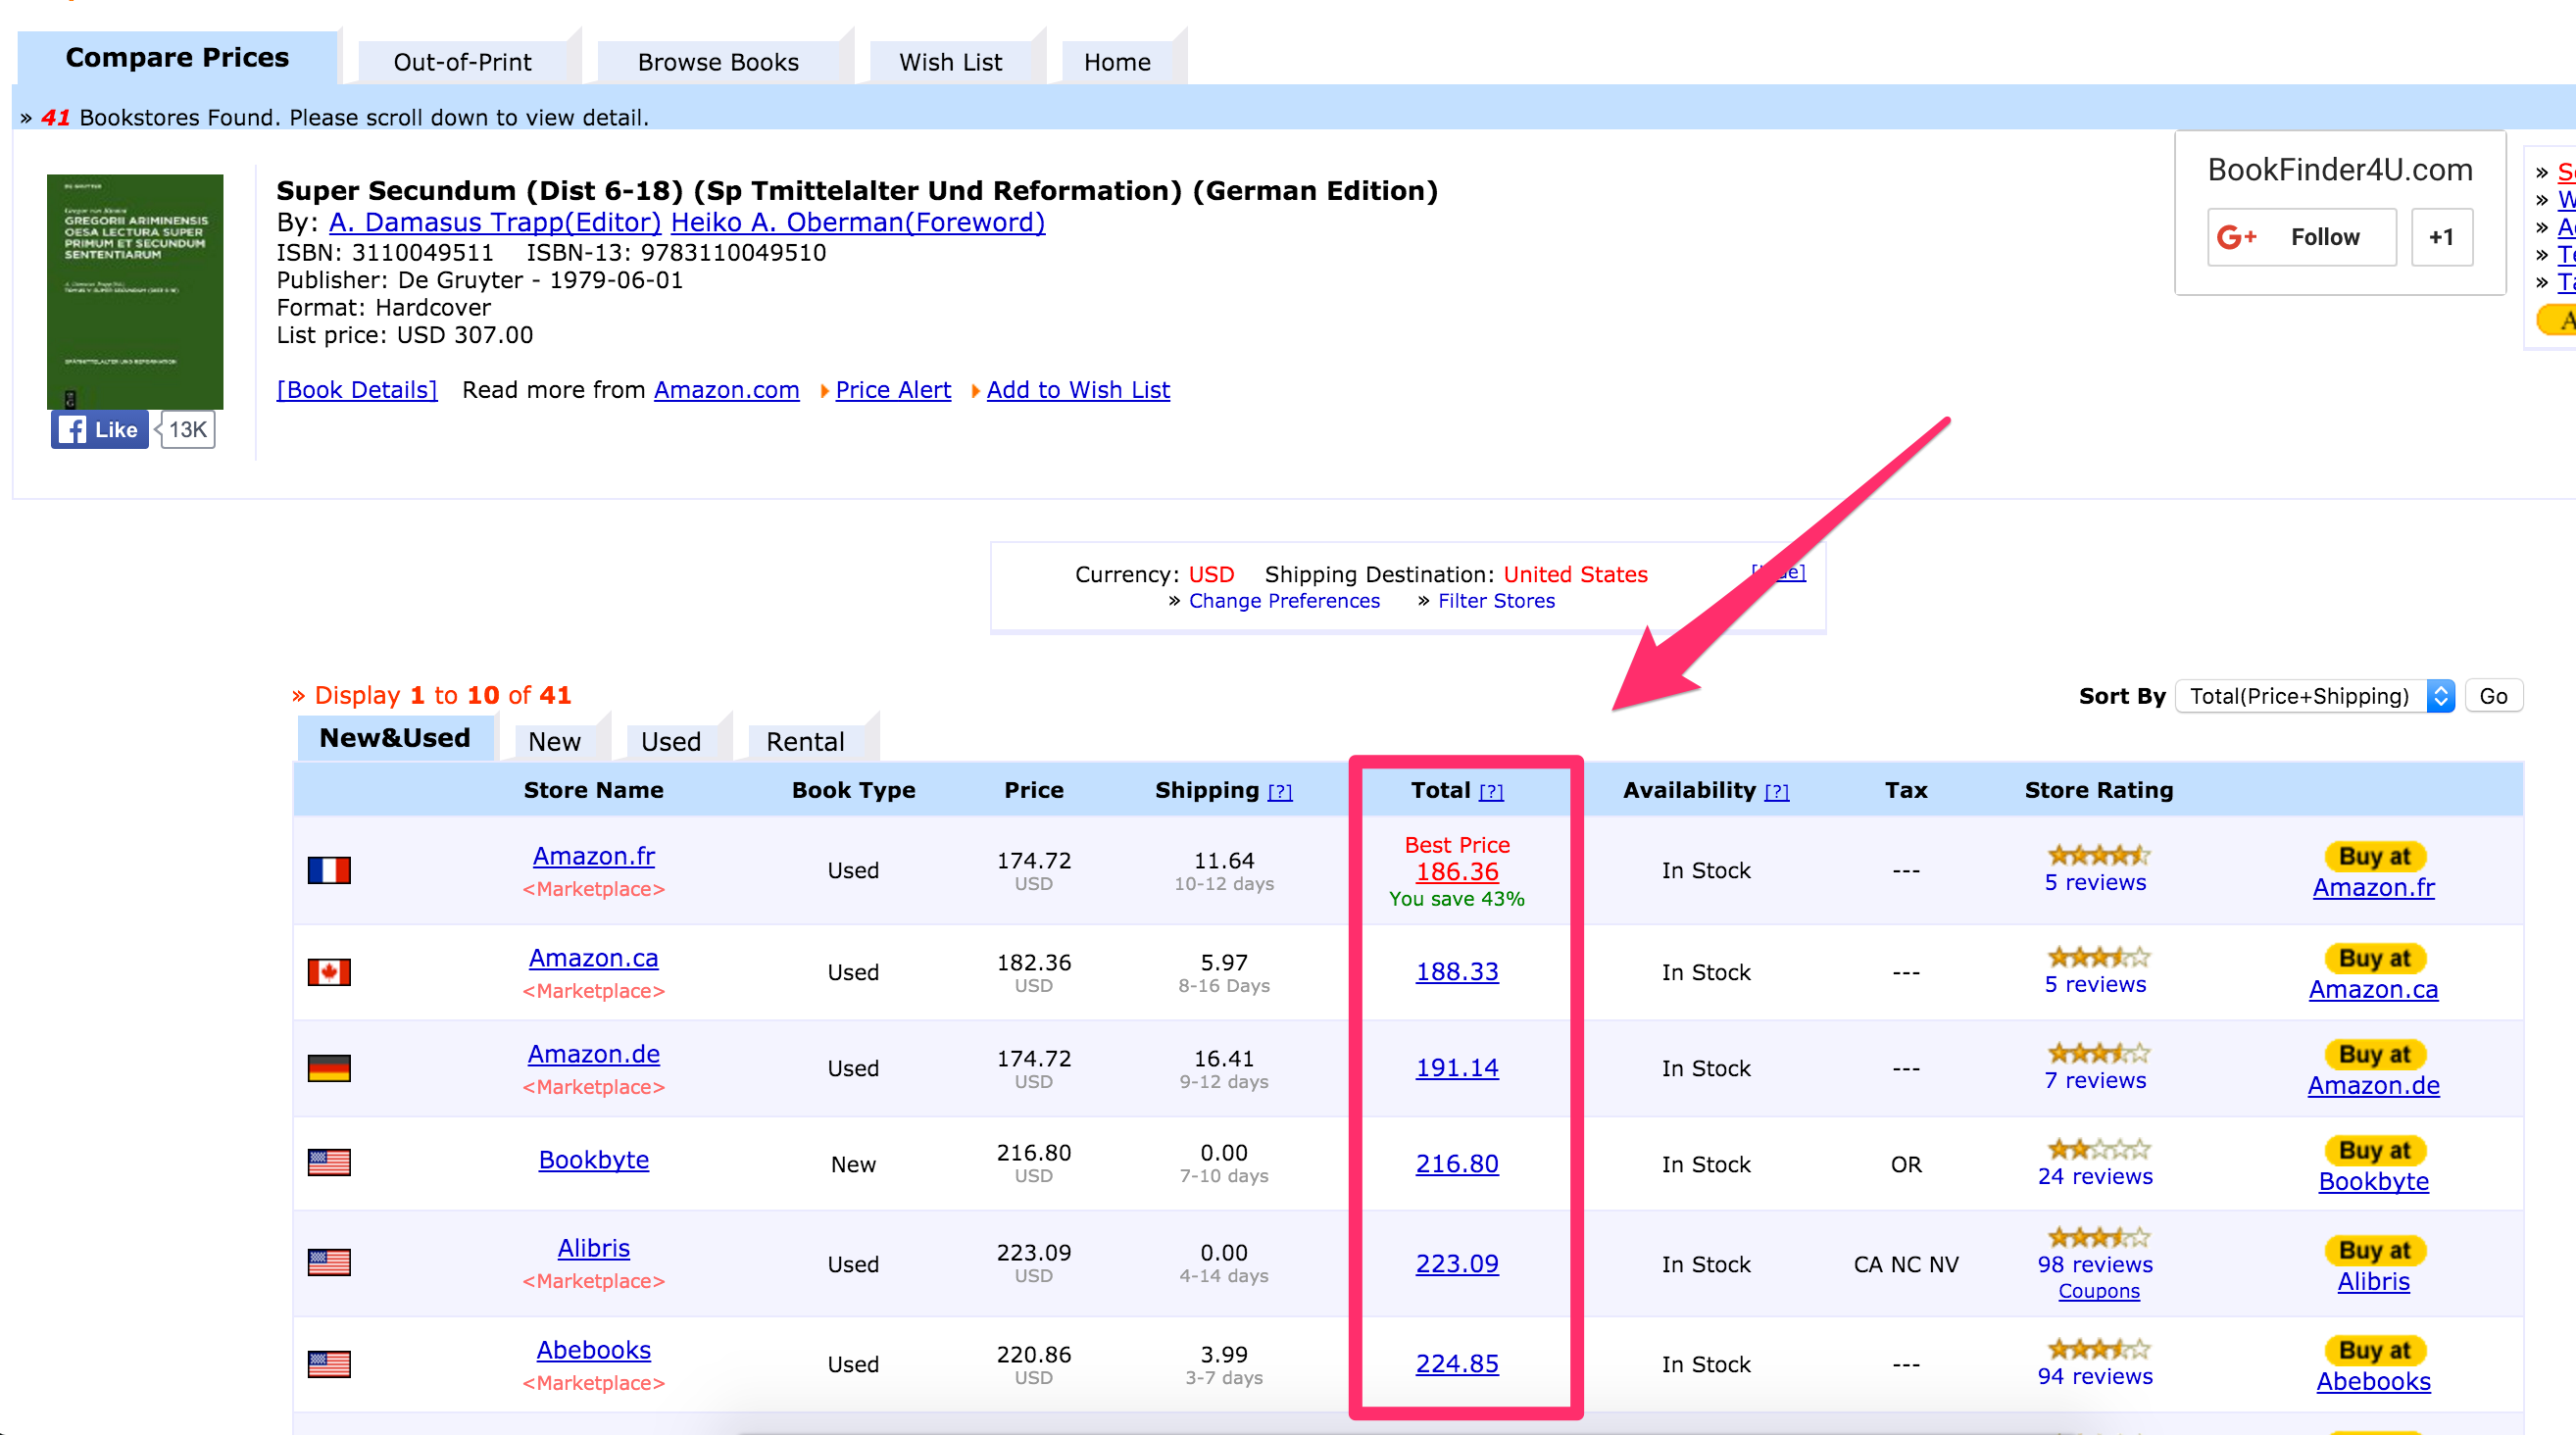 Compare Prices
Out-of-Print
Browse Books
Wish List
Home
» 41 Bookstores Found. Please scroll down to view detail.
DE GRUYTER
GREGORII ARIMINENSIS
OESA LECTURA SUPER
PRIMUM ET SECUNDUM
SENTENTIARUM
SPÄTMITTELALTER UND REFORMATION
Like 13K
Super Secundum (Dist 6-18) (Sp Tmittelalter Und Reformation) (German Edition)
By: A. Damasus Trapp(Editor) Heiko A. Oberman(Foreword)
ISBN: 3110049511 ISBN-13: 9783110049510
Publisher: De Gruyter - 1979-06-01
Format: Hardcover
List price: USD 307.00
[Book Details] Read more from Amazon.com Price Alert Add to Wish List
BookFinder4U.com
G+ Follow +1
Currency: USD Shipping Destination: United States
» Change Preferences » Filter Stores
» Display 1 to 10 of 41
Sort By Total(Price+Shipping) Go
New&Used New Used Rental
Store Name Book Type Price Shipping [?] Total [?] Availability [?] Tax Store Rating
Amazon.fr
<Marketplace>
Used
174.72
USD
11.64
10-12 days
Best Price
186.36
You save 43%
In Stock
---
5 reviews
Buy at
Amazon.fr
Amazon.ca
<Marketplace>
Used
182.36
USD
5.97
8-16 Days
188.33
In Stock
---
5 reviews
Buy at
Amazon.ca
Amazon.de
<Marketplace>
Used
174.72
USD
16.41
9-12 days
191.14
In Stock
---
7 reviews
Buy at
Amazon.de
Bookbyte
New
216.80
USD
0.00
7-10 days
216.80
In Stock
OR
24 reviews
Buy at
Bookbyte
Alibris
<Marketplace>
Used
223.09
USD
0.00
4-14 days
223.09
In Stock
CA NC NV
98 reviews
Coupons
Buy at
Alibris
Abebooks
<Marketplace>
Used
220.86
USD
3.99
3-7 days
224.85
In Stock
---
94 reviews
Buy at
Abebooks